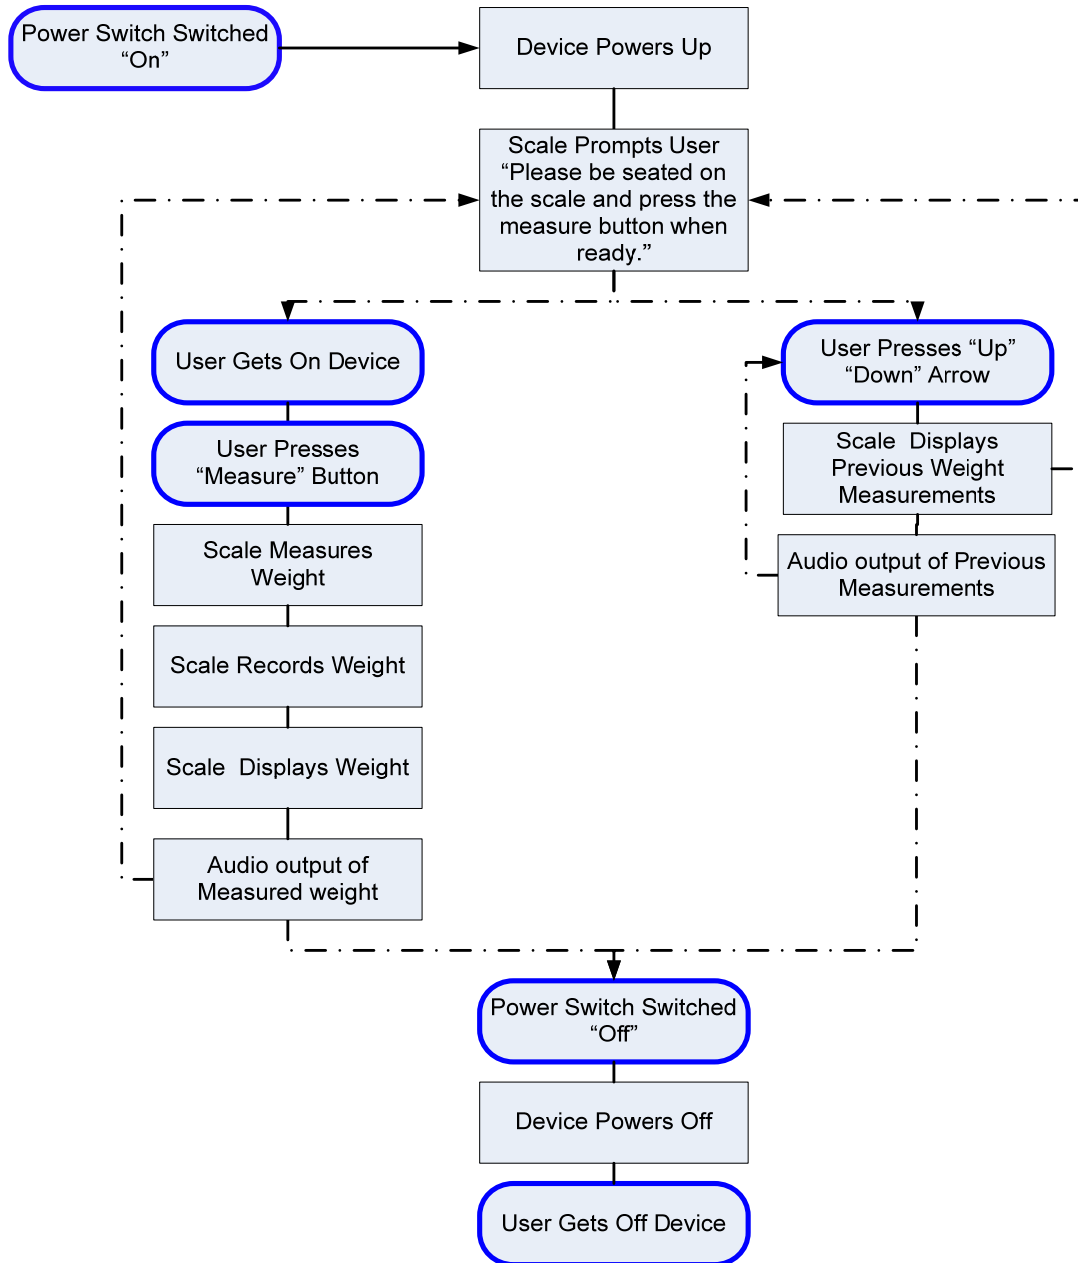 Power Switch Switched
“On”
Device Powers Up
Scale Prompts User
“Please be seated on
the scale and press the
measure button when
ready.”
User Gets On Device
User Presses
“Measure” Button
Scale Measures
Weight
Scale Records Weight
Scale  Displays Weight
Audio output of
Measured weight
User Presses “Up”
“Down” Arrow
Scale  Displays
Previous Weight
Measurements
Audio output of Previous
Measurements
Power Switch Switched
“Off”
Device Powers Off
User Gets Off Device